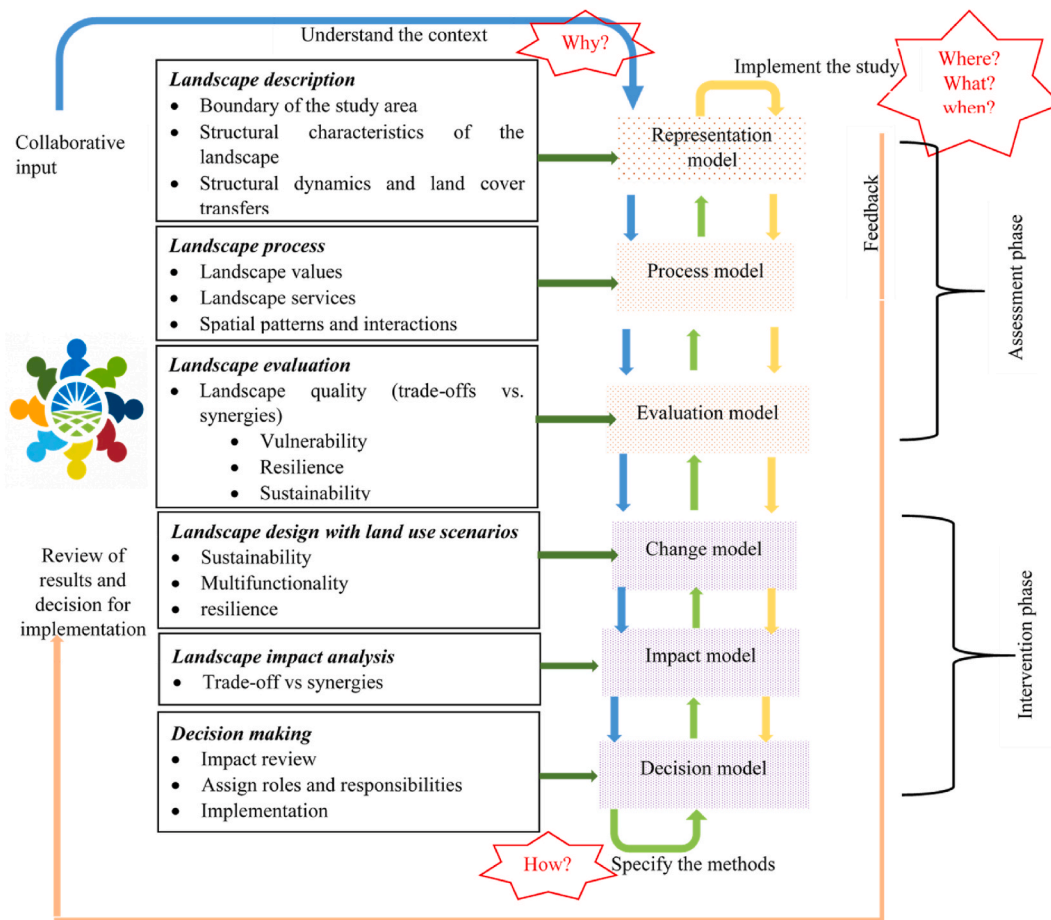 Understand the context
Why?
Implement the study
Where?
What?
when?
Collaborative
input
Landscape description
• Boundary of the study area
• Structural characteristics of the
landscape
• Structural dynamics and land cover
transfers
Representation
model
Feedback
Assessment phase
Landscape process
• Landscape values
• Landscape services
• Spatial patterns and interactions
Process model
Landscape evaluation
• Landscape quality (trade-offs vs.
synergies)
• Vulnerability
• Resilience
• Sustainability
Evaluation model
Review of
results and
decision for
implementation
Landscape design with land use scenarios
• Sustainability
• Multifunctionality
• resilience
Change model
Intervention phase
Landscape impact analysis
• Trade-off vs synergies
Impact model
Decision making
• Impact review
• Assign roles and responsibilities
• Implementation
Decision model
How?
Specify the methods